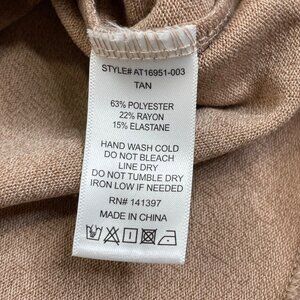 STYLE# AT16951-003
TAN
63% POLYESTER
22% RAYON
15% ELASTANE
HAND WASH COLD
DO NOT BLEACH
LINE DRY
DO NOT TUMBLE DRY
IRON LOW IF NEEDED
RN# 141397
MADE IN CHINA